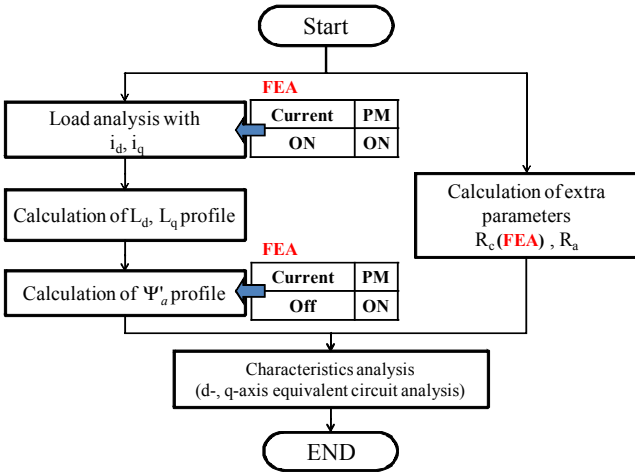 Start
FEA
Current PM
ON ON
Load analysis with
i_d, i_q
Calculation of L_d, L_q profile
Calculation of extra
parameters
R_c(FEA) , R_a
FEA
Current PM
Off ON
Calculation of Ψ'_a profile
Characteristics analysis
(d-, q-axis equivalent circuit analysis)
END